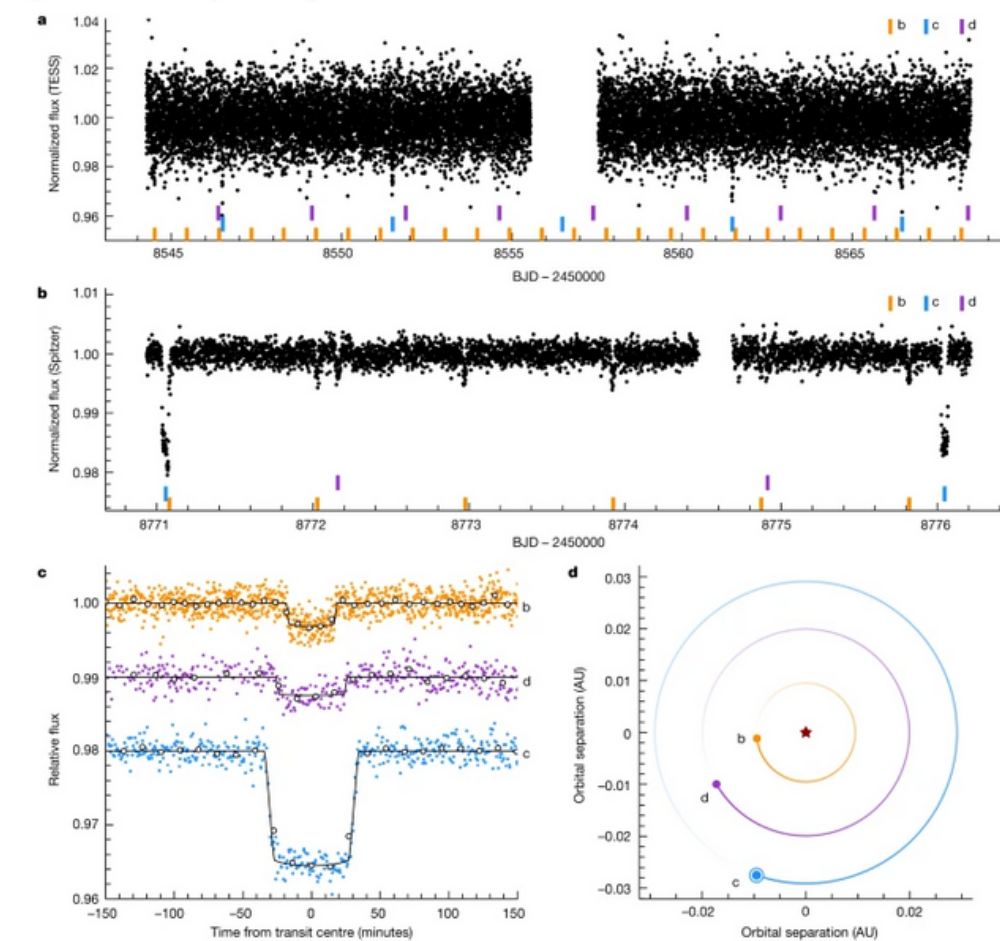 a
b c d
Normalized flux (TESS)
1.04
1.02
1.00
0.98
0.96
8545 8550 8555 8560 8565
BJD – 2450000
b
b c d
Normalized flux (Spitzer)
1.01
1.00
0.99
0.98
8771 8772 8773 8774 8775 8776
BJD – 2450000
c
Relative flux
1.00
0.99
0.98
0.97
0.96
b
d
c
−150 −100 −50 0 50 100 150
Time from transit centre (minutes)
d
Orbital separation (AU)
0.03
0.02
0.01
0
−0.01
−0.02
−0.03
b
d
c
−0.02 0 0.02
Orbital separation (AU)